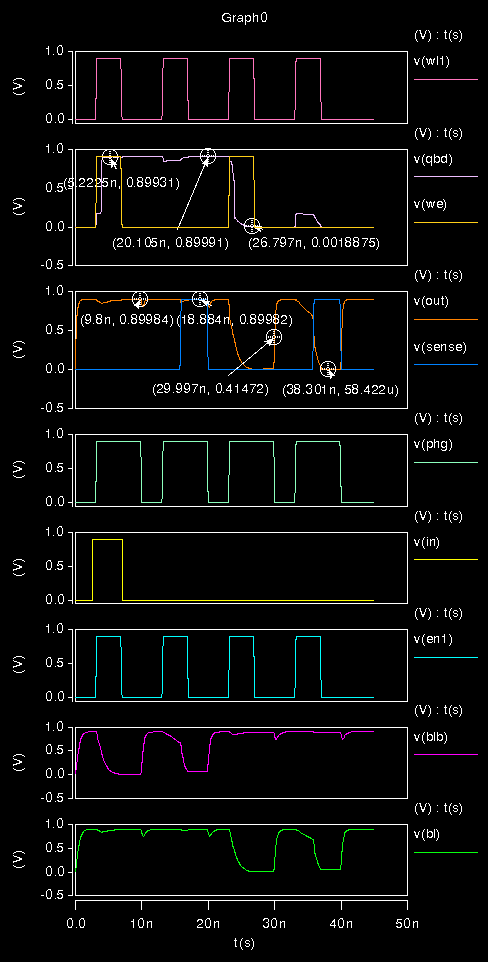 Graph0
(V) : t(s)
v(wl1)
1.0
0.5
0.0
(V)
(V) : t(s)
v(qbd)
v(we)
1.0
0.5
0.0
-0.5
(V)
(5.2225n, 0.89931)
(20.105n, 0.89991)
(26.797n, 0.0018875)
(V) : t(s)
v(out)
v(sense)
1.0
0.5
0.0
-0.5
(V)
(9.8n, 0.89984)
(18.884n, 0.89982)
(29.997n, 0.41472)
(38.301n, 58.422u)
(V) : t(s)
v(phg)
1.0
0.5
0.0
(V)
(V) : t(s)
v(in)
1.0
0.5
0.0
(V)
(V) : t(s)
v(en1)
1.0
0.5
0.0
(V)
(V) : t(s)
v(blb)
1.0
0.5
0.0
-0.5
(V)
(V) : t(s)
v(bl)
1.0
0.5
0.0
-0.5
(V)
0.0 10n 20n 30n 40n 50n
t(s)